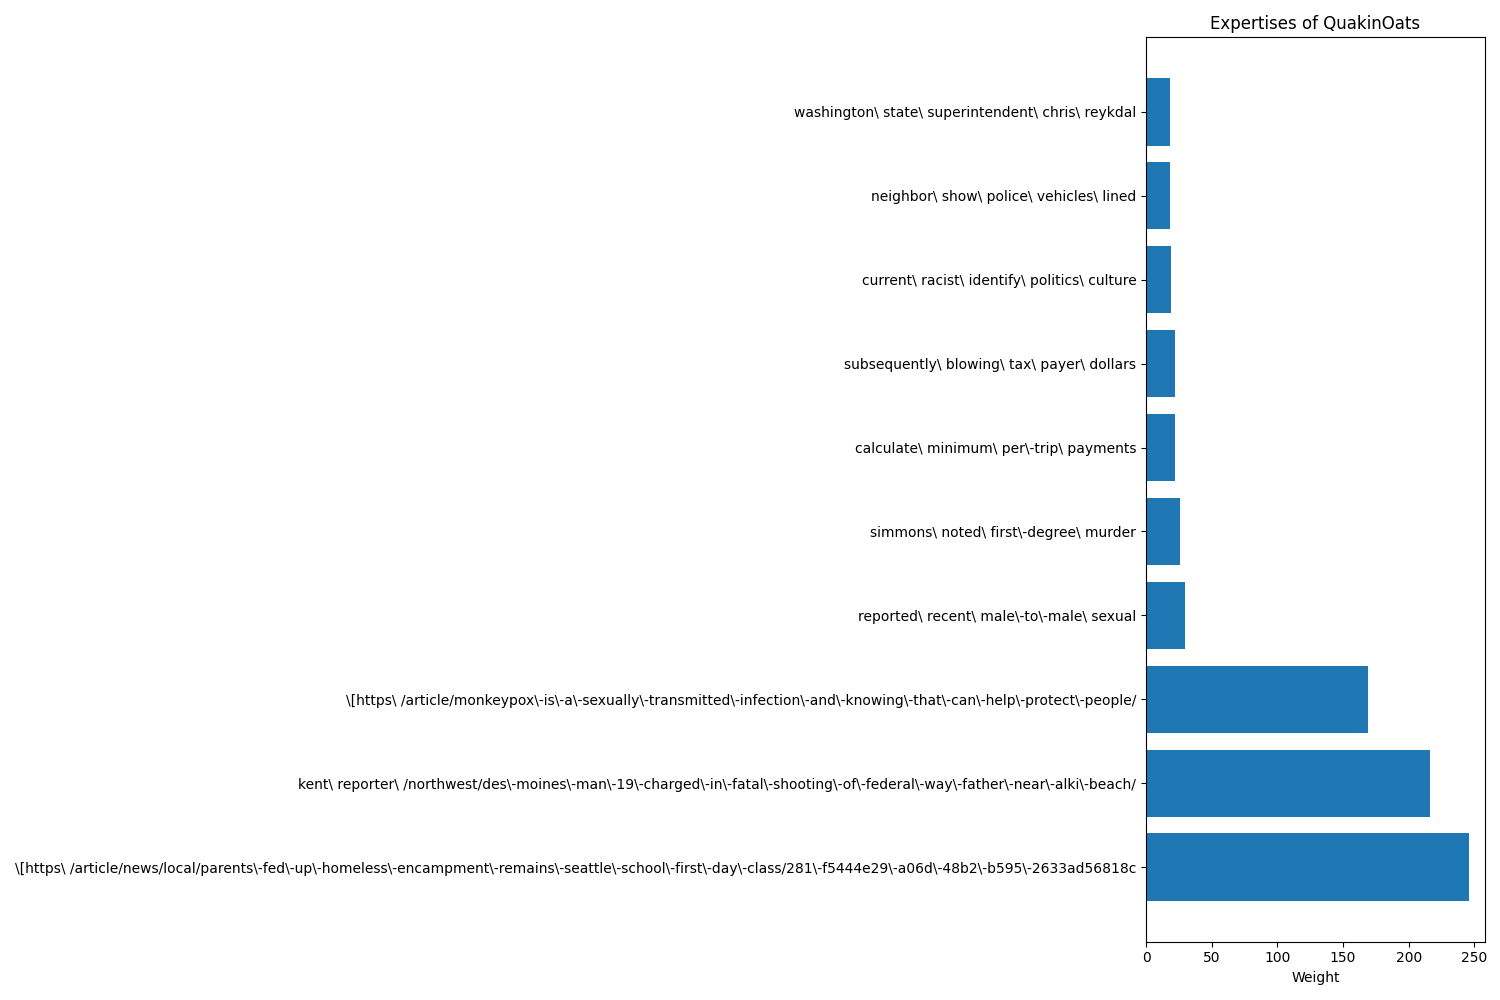 Expertises of QuakinOats
washington\ state\ superintendent\ chris\ reykdal
neighbor\ show\ police\ vehicles\ lined
current\ racist\ identify\ politics\ culture
subsequently\ blowing\ tax\ payer\ dollars
calculate\ minimum\ per\-trip\ payments
simmons\ noted\ first\-degree\ murder
reported\ recent\ male\-to\-male\ sexual
\[https\ /article/monkeypox\-is\-a\-sexually\-transmitted\-infection\-and\-knowing\-that\-can\-help\-protect\-people/
kent\ reporter\ /northwest/des\-moines\-man\-19\-charged\-in\-fatal\-shooting\-of\-federal\-way\-father\-near\-alki\-beach/
\[https\ /article/news/local/parents\-fed\-up\-homeless\-encampment\-remains\-seattle\-school\-first\-day\-class/281\-f5444e29\-a06d\-48b2\-b595\-2633ad56818c
0 50 100 150 200 250
Weight